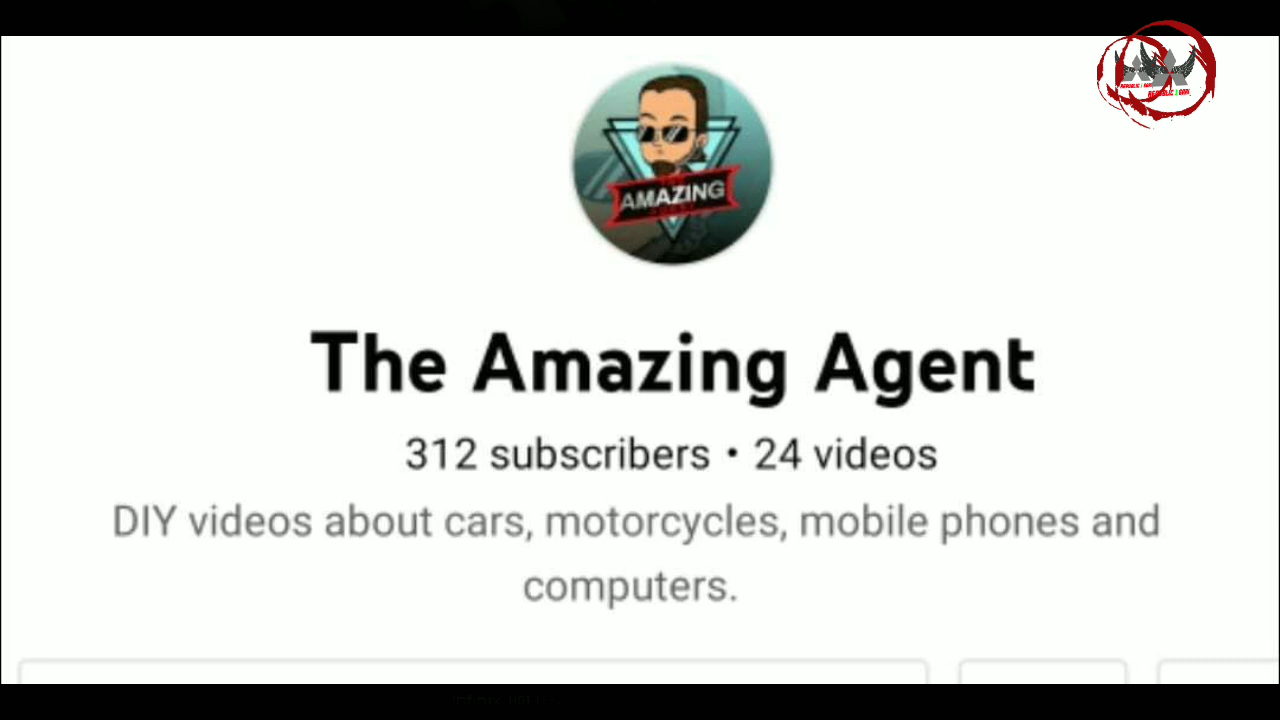 AMAZING
The Amazing Agent
312 subscribers • 24 videos
DIY videos about cars, motorcycles, mobile phones and
computers.